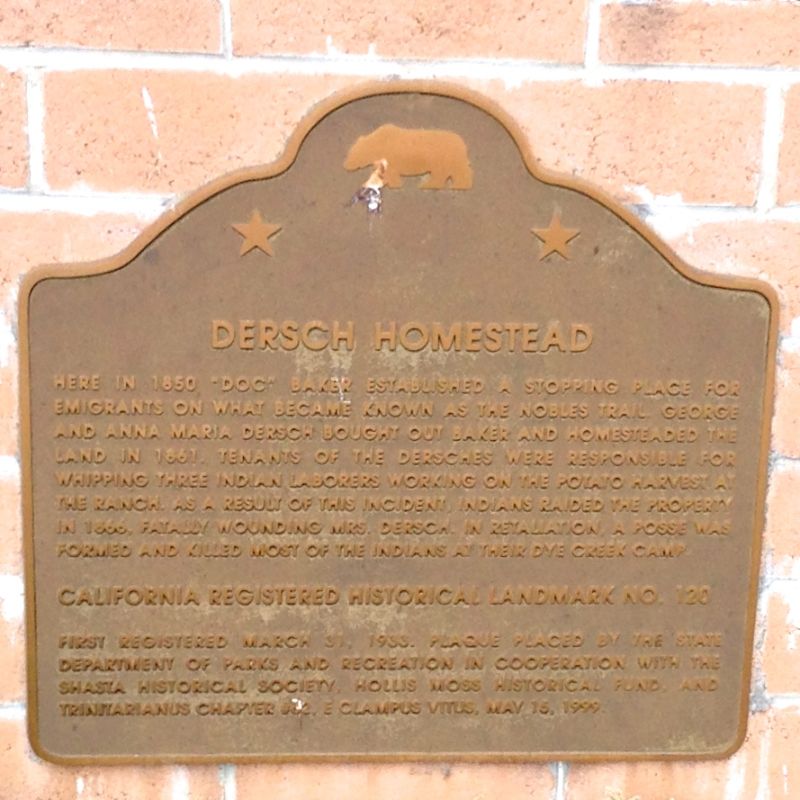 DERSCH HOMESTEAD
HERE IN 1850 "DOC" BAKER ESTABLISHED A STOPPING PLACE FOR
EMIGRANTS ON WHAT BECAME KNOWN AS THE NOBLES TRAIL. GEORGE
AND ANNA MARIA DERSCH BOUGHT OUT BAKER AND HOMESTEADED THE
LAND IN 1861. TENANTS OF THE DERSCHES WERE RESPONSIBLE FOR
WHIPPING THREE INDIAN LABORERS WORKING ON THE POTATO HARVEST AT
THE RANCH. AS A RESULT OF THIS INCIDENT, INDIANS RAIDED THE PROPERTY
IN 1866, FATALLY WOUNDING MRS. DERSCH. IN RETALIATION, A POSSE WAS
FORMED AND KILLED MOST OF THE INDIANS AT THEIR DYE CREEK CAMP.
CALIFORNIA REGISTERED HISTORICAL LANDMARK NO. 120
FIRST REGISTERED MARCH 31, 1933. PLAQUE PLACED BY THE STATE
DEPARTMENT OF PARKS AND RECREATION IN COOPERATION WITH THE
SHASTA HISTORICAL SOCIETY, HOLLIS MOSS HISTORICAL FUND, AND
TRINITARIANUS CHAPTER #62, E CLAMPUS VITUS, MAY 15, 1999.